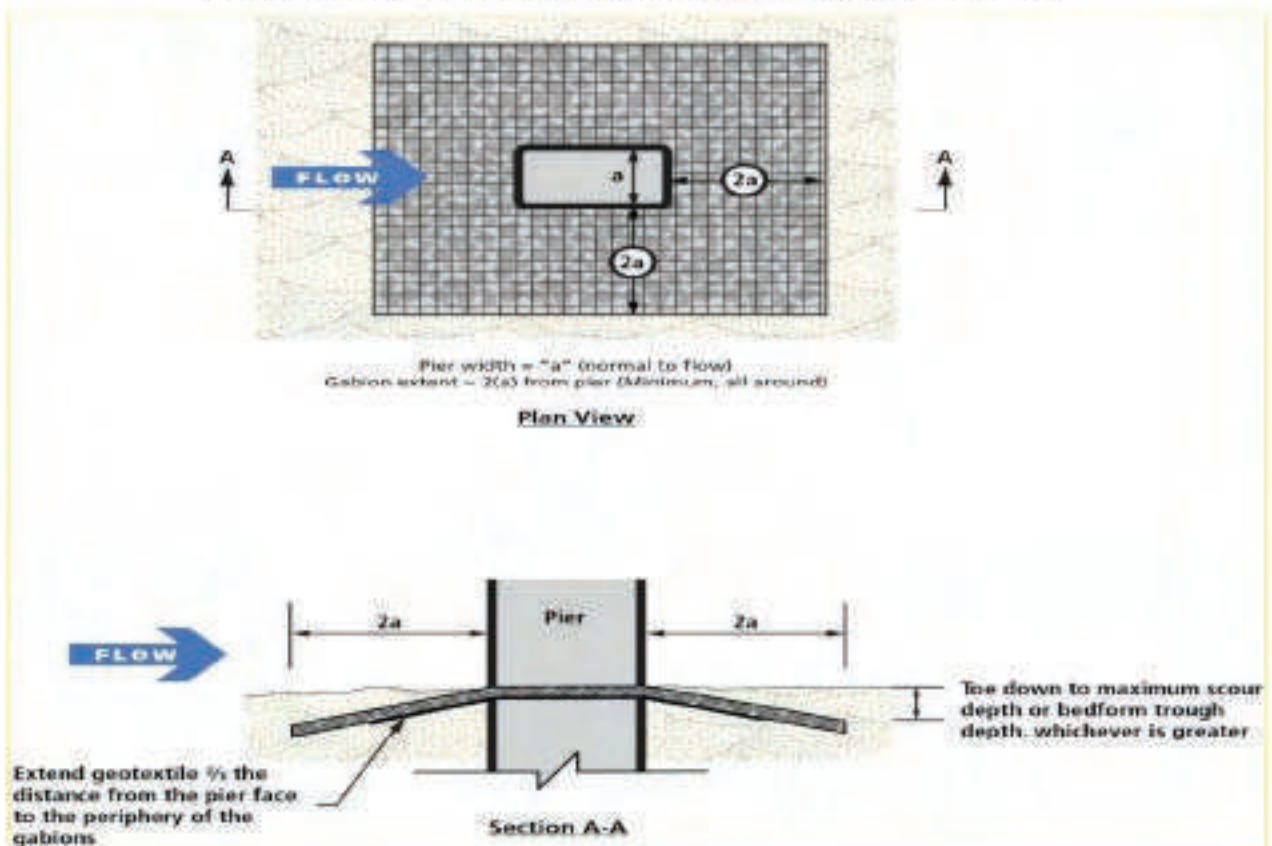 A
FLOW
a
2a
A
2a
Pier width = "a" (normal to flow)
Gabion extent = 2(a) from pier (Minimum, all around)
Plan View
2a
Pier
2a
FLOW
Toe down to maximum scour
depth or bedform trough
depth, whichever is greater
Extend geotextile ⅔ the
distance from the pier face
to the periphery of the
gabions
Section A-A